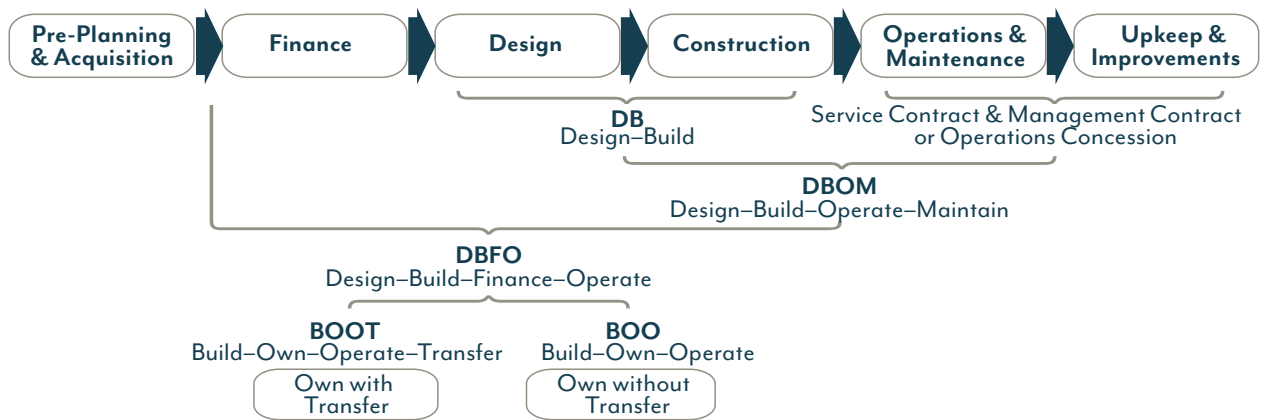 Pre-Planning
& Acquisition
Finance
Design
Construction
Operations &
Maintenance
Upkeep &
Improvements
DB
Design–Build
Service Contract & Management Contract
or Operations Concession
DBOM
Design–Build–Operate–Maintain
DBFO
Design–Build–Finance–Operate
BOOT
Build–Own–Operate–Transfer
Own with
Transfer
BOO
Build–Own–Operate
Own without
Transfer